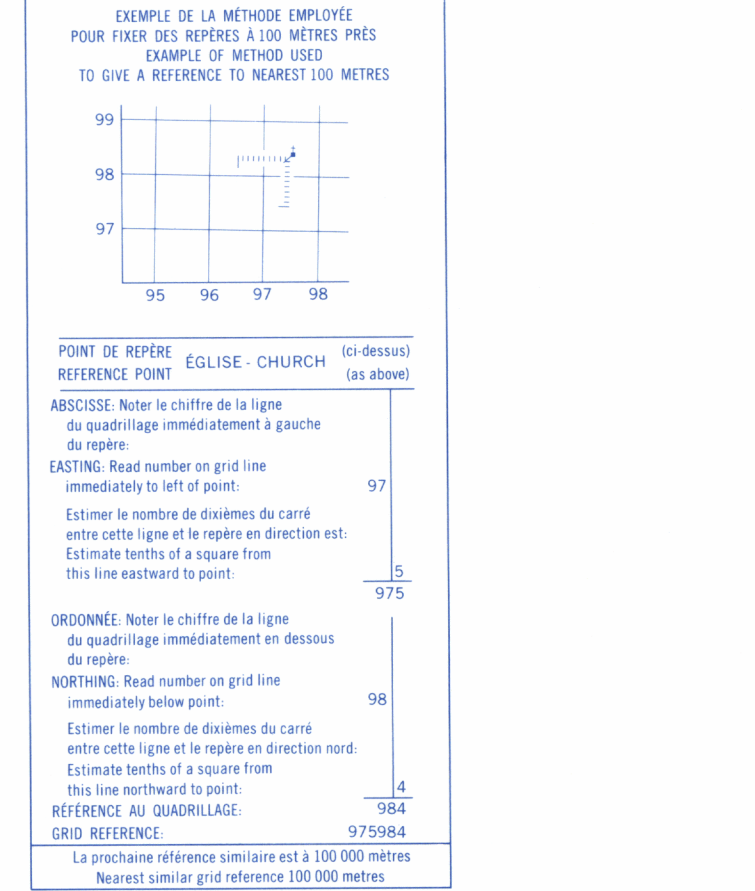 EXEMPLE DE LA MÉTHODE EMPLOYÉE
POUR FIXER DES REPÈRES À 100 MÈTRES PRÈS
EXAMPLE OF METHOD USED
TO GIVE A REFERENCE TO NEAREST 100 METRES
99
98
97
95 96 97 98
POINT DE REPÈRE
REFERENCE POINT
ÉGLISE - CHURCH
(ci-dessus)
(as above)
ABSCISSE: Noter le chiffre de la ligne
du quadrillage immédiatement à gauche
du repère:
EASTING: Read number on grid line
immediately to left of point: 97
Estimer le nombre de dixièmes du carré
entre cette ligne et le repère en direction est:
Estimate tenths of a square from
this line eastward to point: 5
975
ORDONNÉE: Noter le chiffre de la ligne
du quadrillage immédiatement en dessous
du repère:
NORTHING: Read number on grid line
immediately below point: 98
Estimer le nombre de dixièmes du carré
entre cette ligne et le repère en direction nord:
Estimate tenths of a square from
this line northward to point: 4
RÉFÉRENCE AU QUADRILLAGE: 984
GRID REFERENCE: 975984
La prochaine référence similaire est à 100 000 mètres
Nearest similar grid reference 100 000 metres